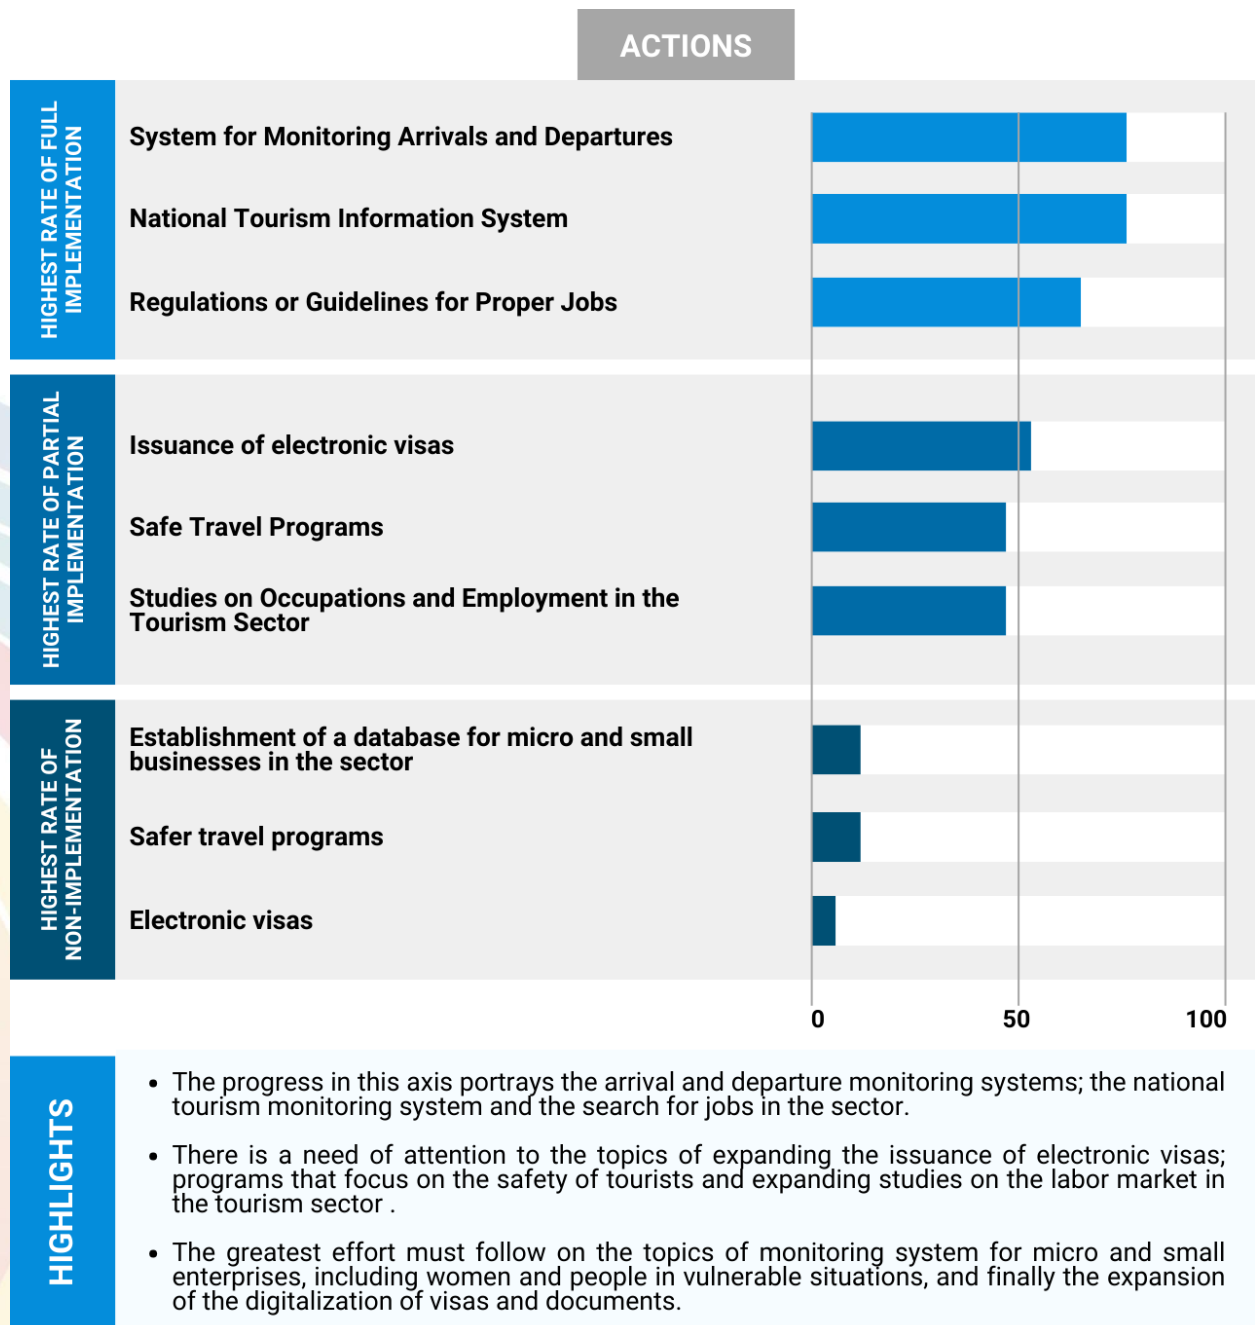 ACTIONS
HIGHEST RATE OF FULL
IMPLEMENTATION
System for Monitoring Arrivals and Departures
National Tourism Information System
Regulations or Guidelines for Proper Jobs
HIGHEST RATE OF PARTIAL
IMPLEMENTATION
Issuance of electronic visas
Safe Travel Programs
Studies on Occupations and Employment in the
Tourism Sector
HIGHEST RATE OF
NON-IMPLEMENTATION
Establishment of a database for micro and small
businesses in the sector
Safer travel programs
Electronic visas
0 50 100
HIGHLIGHTS
• The progress in this axis portrays the arrival and departure monitoring systems; the national
tourism monitoring system and the search for jobs in the sector.
• There is a need of attention to the topics of expanding the issuance of electronic visas;
programs that focus on the safety of tourists and expanding studies on the labor market in
the tourism sector .
• The greatest effort must follow on the topics of monitoring system for micro and small
enterprises, including women and people in vulnerable situations, and finally the expansion
of the digitalization of visas and documents.